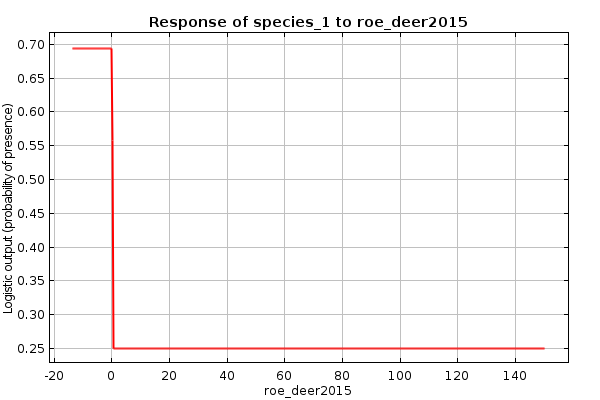 Response of species_1 to roe_deer2015
Logistic output (probability of presence)
0.70
0.65
0.60
0.55
0.50
0.45
0.40
0.35
0.30
0.25
-20 0 20 40 60 80 100 120 140
roe_deer2015